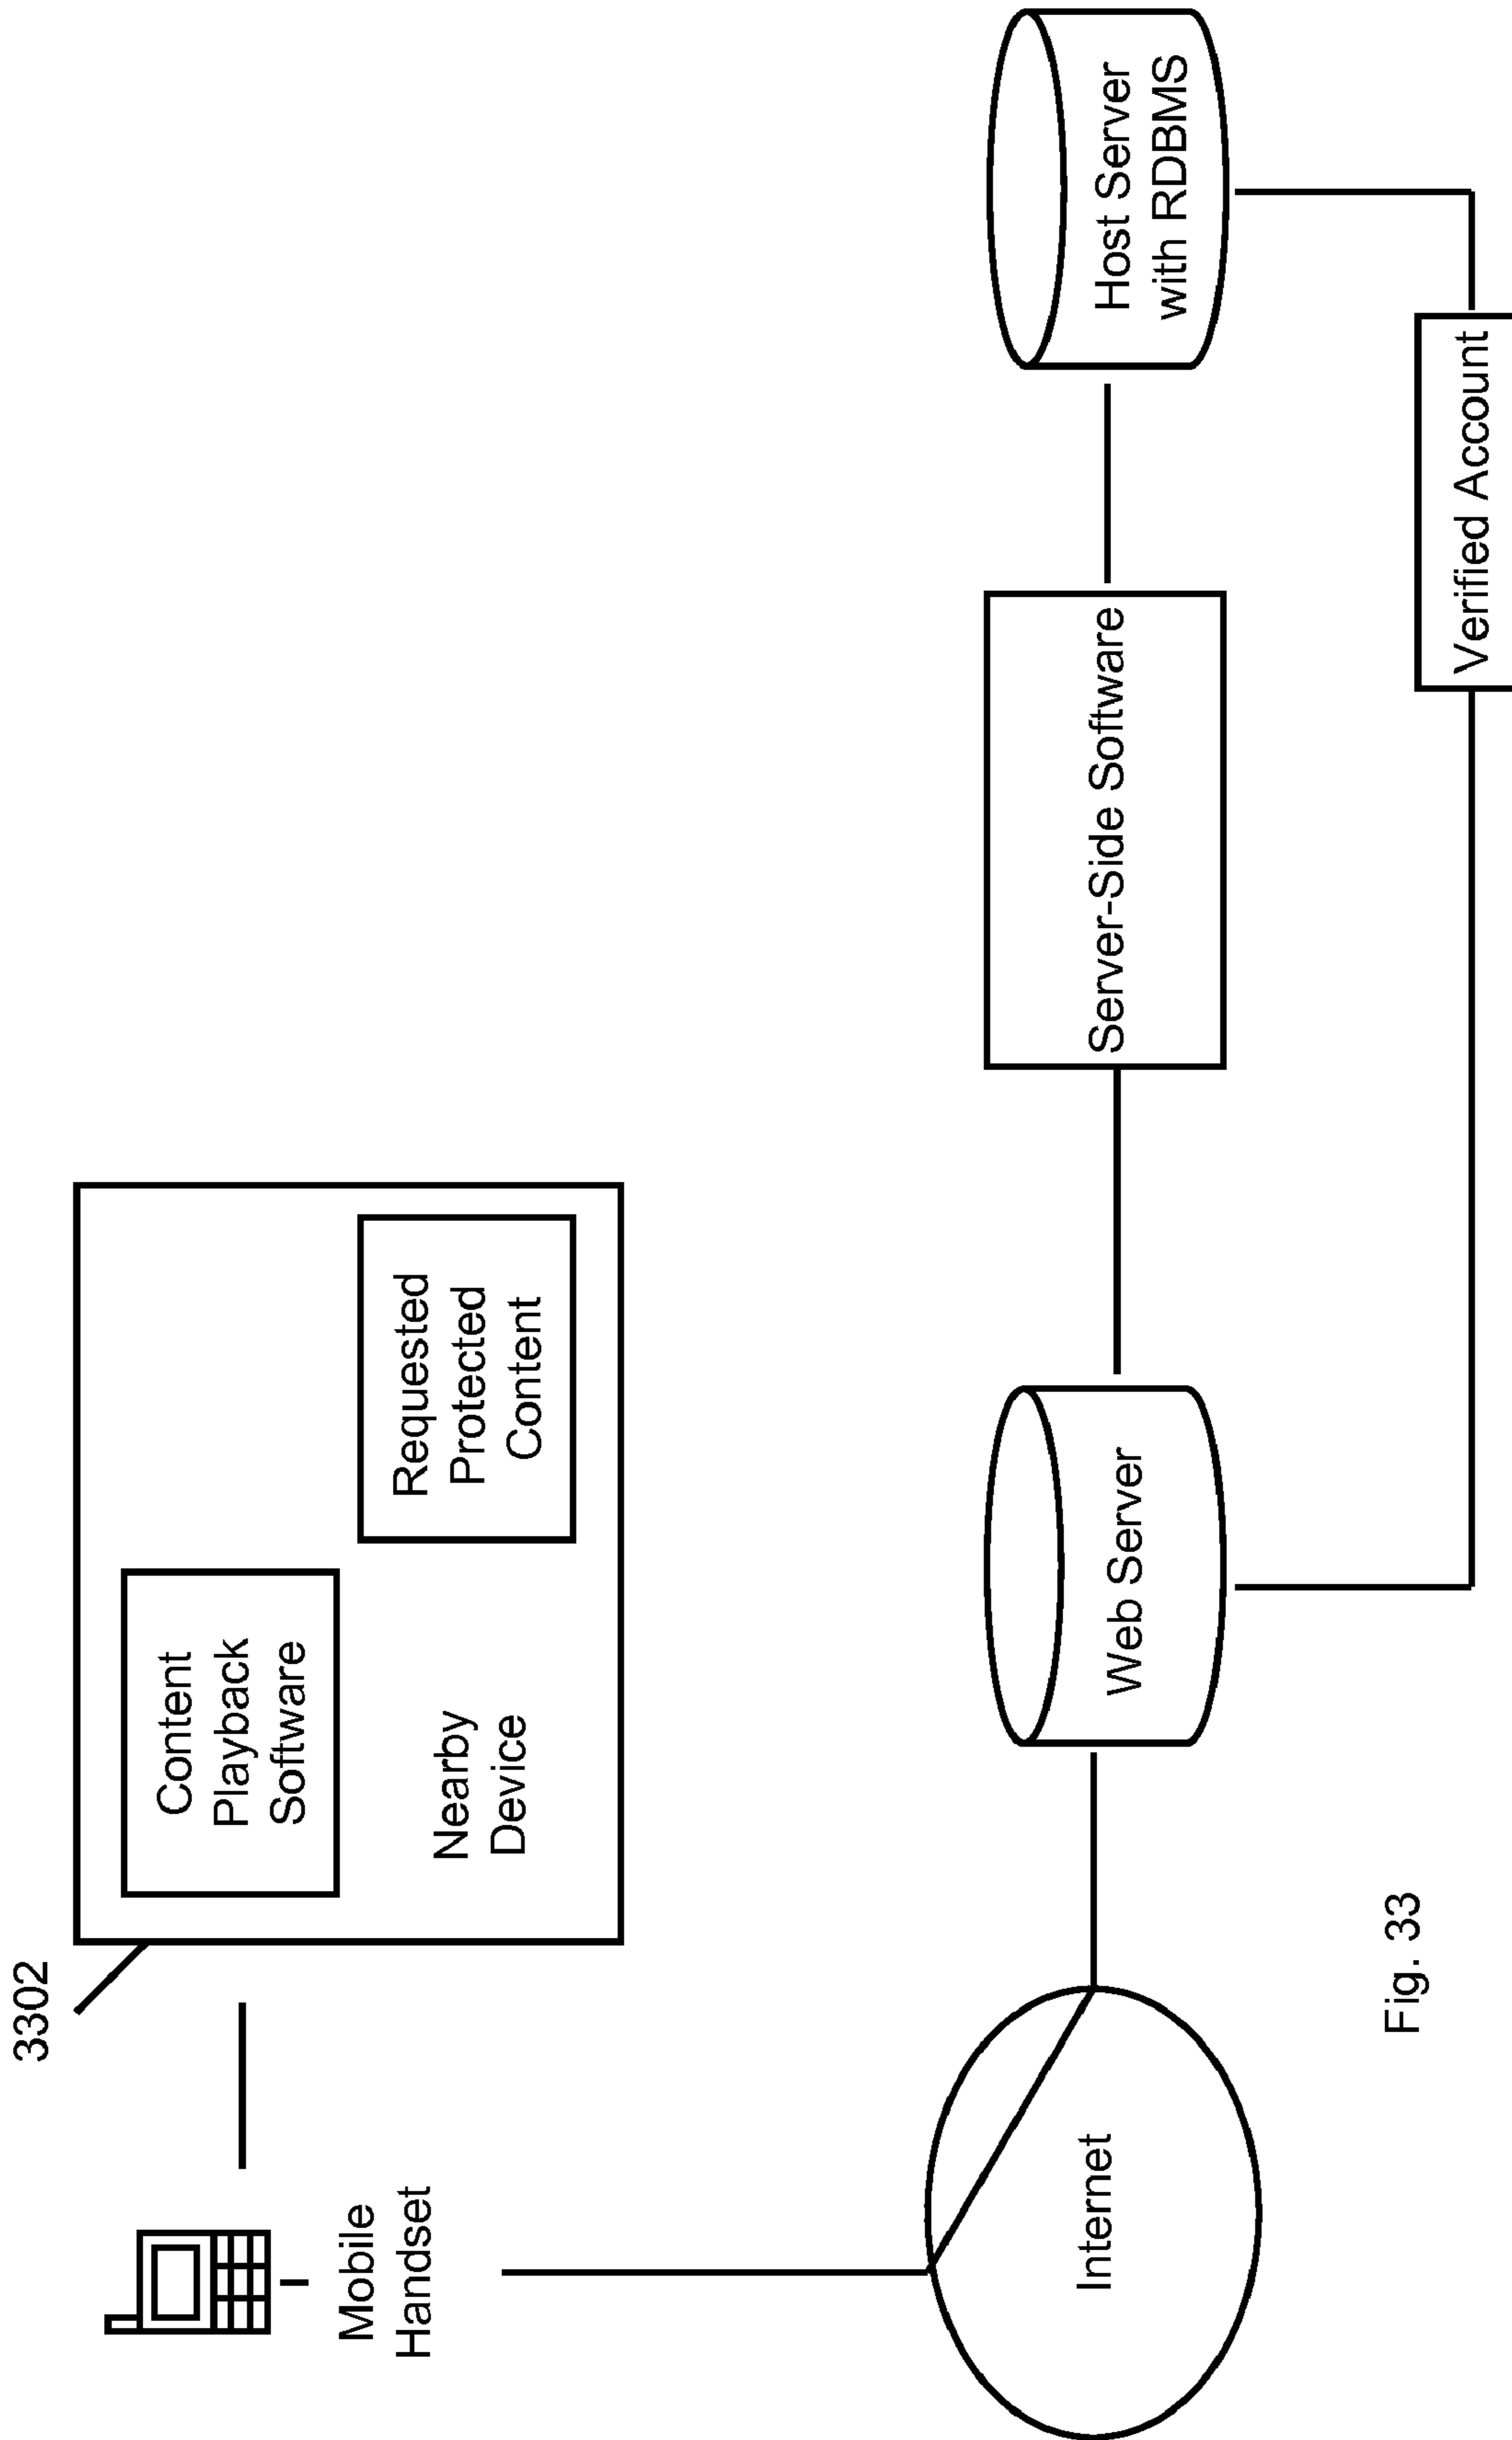 3302
Content
Playback
Software
Requested
Protected
Content
Nearby
Device
Mobile
Handset
Internet
Web Server
Server-Side Software
Host Server
with RDBMS
Verified Account
Fig. 33